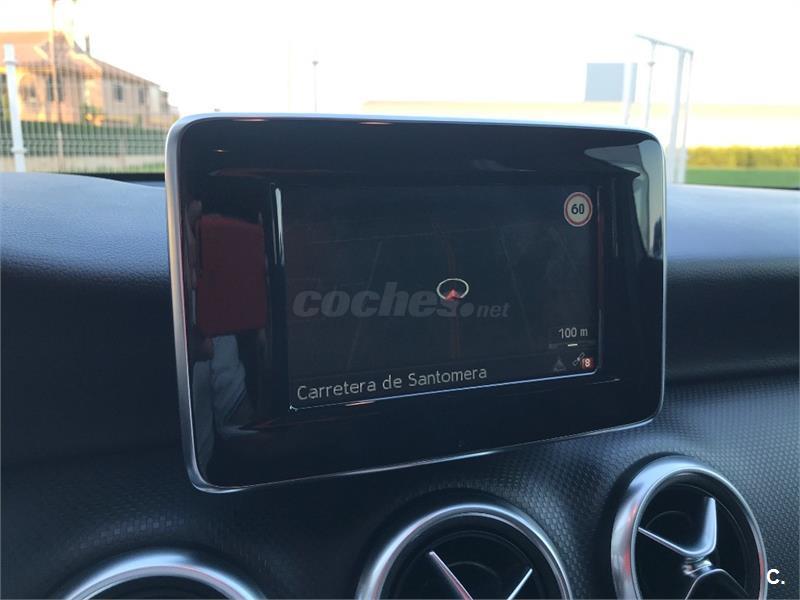 60
coches.net
100 m
8
Carretera de Santomera
C.